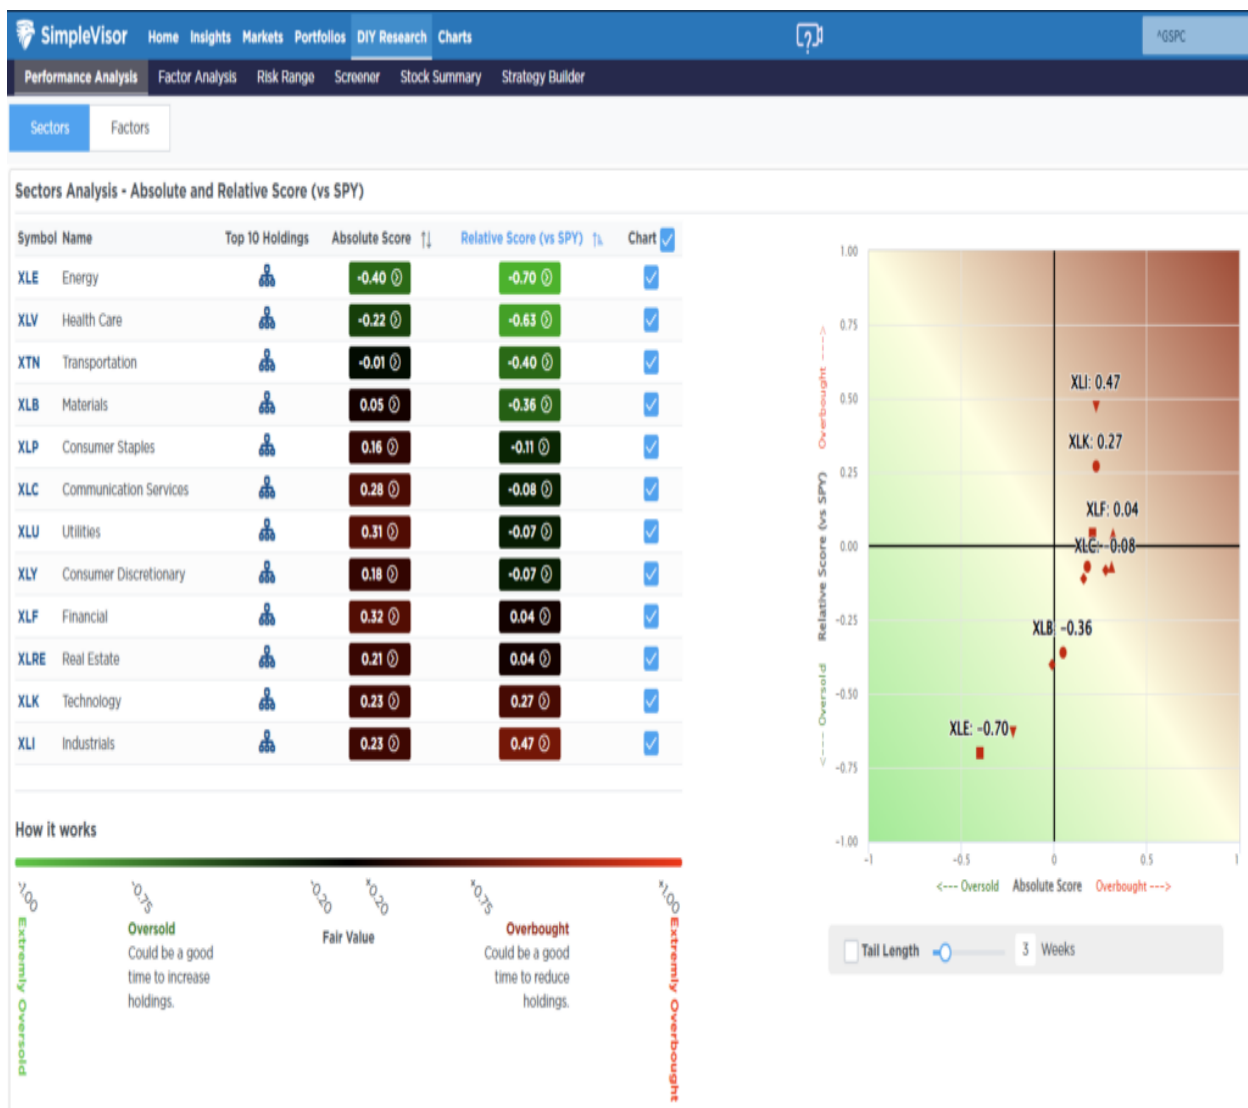 SimpleVisor Home Insights Markets Portfolios DIY Research Charts ^GSPC
Performance Analysis Factor Analysis Risk Range Screener Stock Summary Strategy Builder
Sectors Factors
Sectors Analysis - Absolute and Relative Score (vs SPY)
Symbol Name Top 10 Holdings Absolute Score Relative Score (vs SPY) Chart
XLE Energy -0.40 -0.70
XLV Health Care -0.22 -0.63
XTN Transportation -0.01 -0.40
XLB Materials 0.05 -0.36
XLP Consumer Staples 0.16 -0.11
XLC Communication Services 0.28 -0.08
XLU Utilities 0.31 -0.07
XLY Consumer Discretionary 0.18 -0.07
XLF Financial 0.32 0.04
XLRE Real Estate 0.21 0.04
XLK Technology 0.23 0.27
XLI Industrials 0.23 0.47
How it works
-1.00 -0.75 -0.20 +0.20 +0.75 +1.00
Extremly Oversold
Oversold
Could be a good
time to increase
holdings.
Fair Value
Overbought
Could be a good
time to reduce
holdings.
Extremly Overbought
1.00
0.75
0.50
0.25
0.00
-0.25
-0.50
-0.75
-1.00
<--- Oversold Relative Score (vs SPY) Overbought --->
XLI: 0.47
XLK: 0.27
XLF: 0.04
XLC: -0.08
XLB: -0.36
XLE: -0.70
-1 -0.5 0 0.5 1
<--- Oversold Absolute Score Overbought --->
Tail Length 3 Weeks